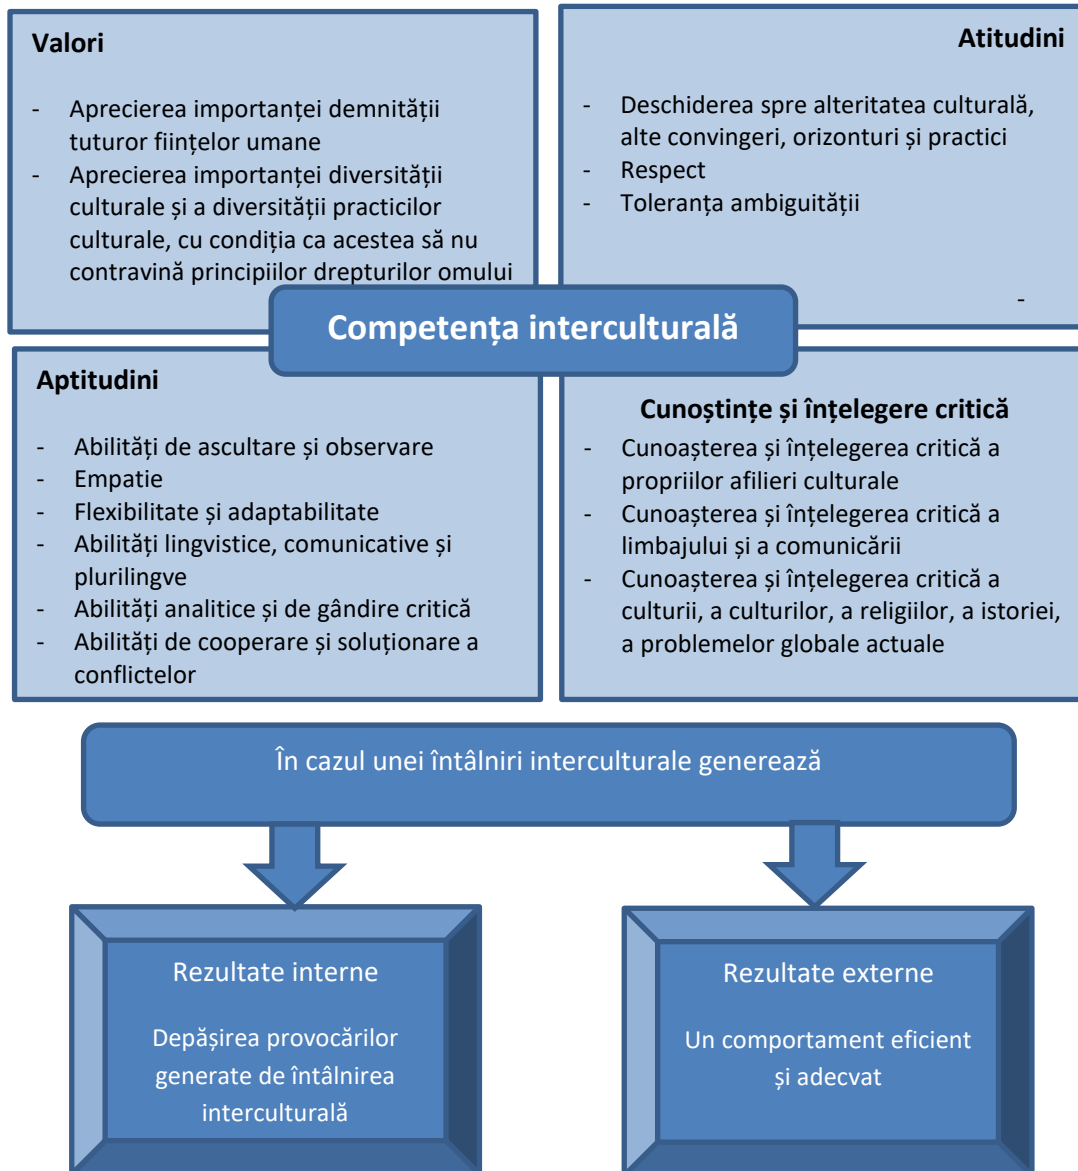 Valori
- Aprecierea importanței demnității
tuturor ființelor umane
- Aprecierea importanței diversității
culturale și a diversității practicilor
culturale, cu condiția ca acestea să nu
contravină principiilor drepturilor omului
Atitudini
- Deschiderea spre alteritatea culturală,
alte convingeri, orizonturi și practici
- Respect
- Toleranța ambiguității
-
Competența interculturală
Aptitudini
- Abilități de ascultare și observare
- Empatie
- Flexibilitate și adaptabilitate
- Abilități lingvistice, comunicative și
plurilingve
- Abilități analitice și de gândire critică
- Abilități de cooperare și soluționare a
conflictelor
Cunoștințe și înțelegere critică
- Cunoașterea și înțelegerea critică a
propriilor afilieri culturale
- Cunoașterea și înțelegerea critică a
limbajului și a comunicării
- Cunoașterea și înțelegerea critică a
culturii, a culturilor, a religiilor, a istoriei,
a problemelor globale actuale
În cazul unei întâlniri interculturale generează
Rezultate interne
Depășirea provocărilor
generate de întâlnirea
interculturală
Rezultate externe
Un comportament eficient
și adecvat